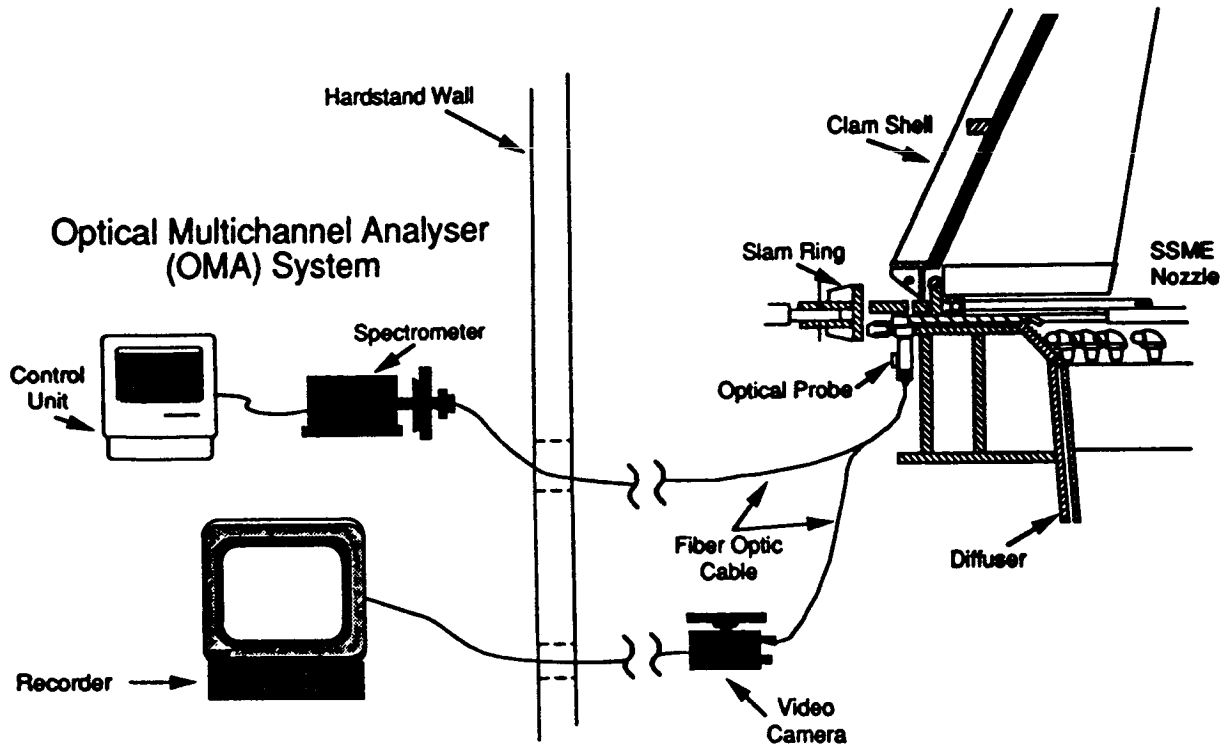 Hardstand Wall
Clam Shell
Optical Multichannel Analyser
(OMA) System
Slam Ring
SSME
Nozzle
Spectrometer
Control
Unit
Optical Probe
Fiber Optic
Cable
Diffuser
Recorder
Video
Camera